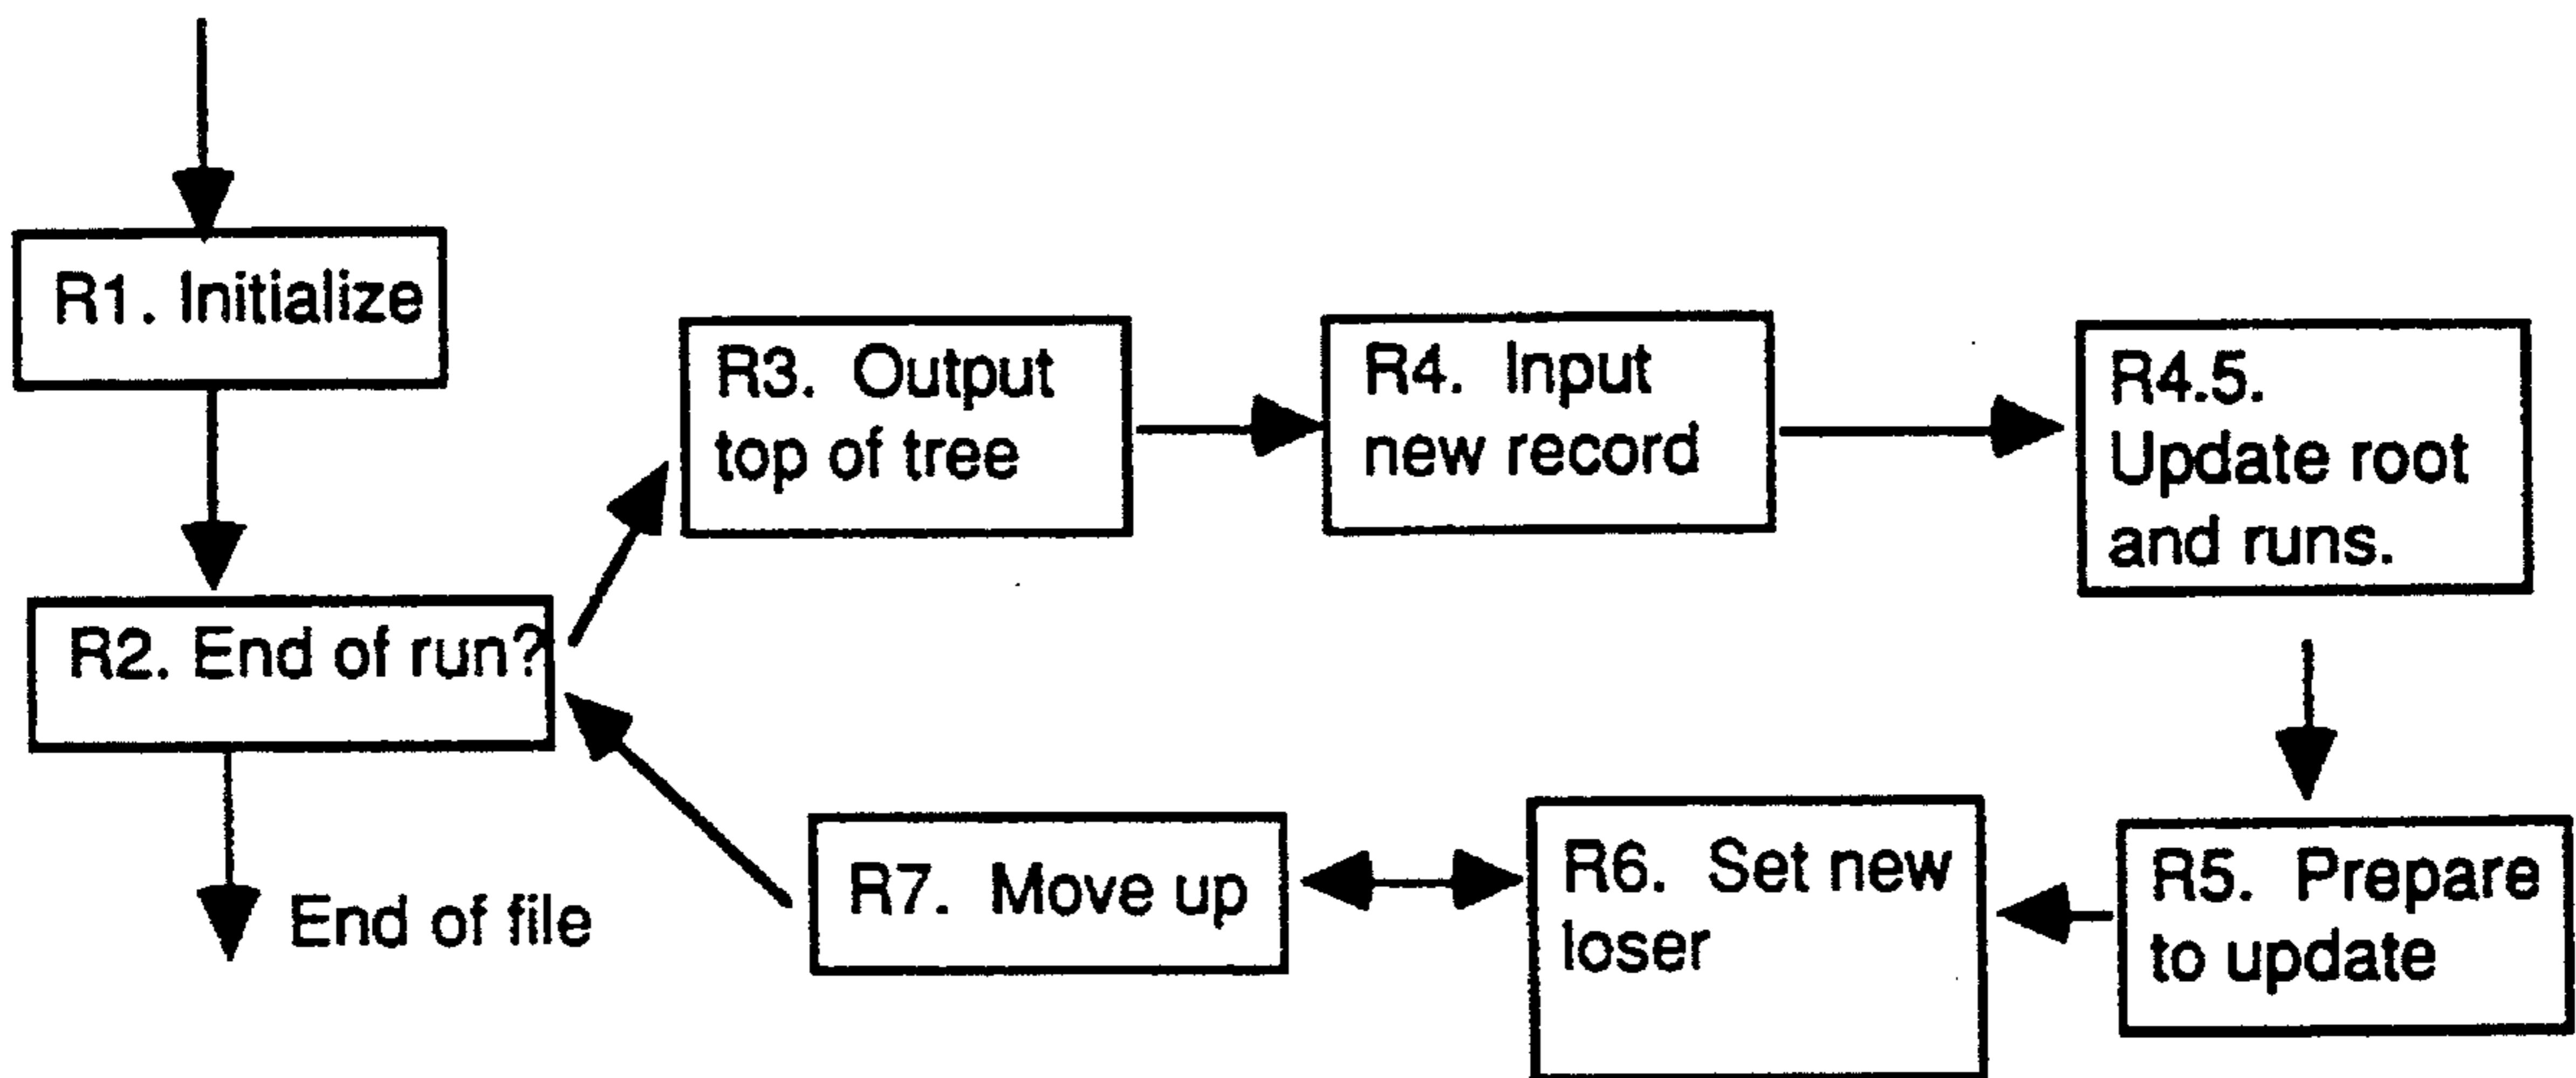 R1. Initialize
R2. End of run?
End of file
R3. Output
top of tree
R4. Input
new record
R4.5.
Update root
and runs.
R5. Prepare
to update
R6. Set new
loser
R7. Move up